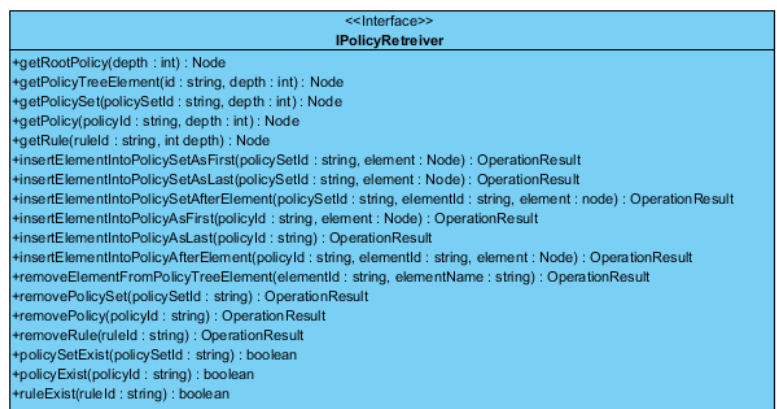 <<Interface>>
IPolicyRetreiver
+getRootPolicy(depth : int) : Node
+getPolicyTreeElement(id : string, depth : int) : Node
+getPolicySet(policySetId : string, depth : int) : Node
+getPolicy(policyId : string, depth : int) : Node
+getRule(ruleId : string, int depth) : Node
+insertElementIntoPolicySetAsFirst(policySetId : string, element : Node) : OperationResult
+insertElementIntoPolicySetAsLast(policySetId : string, element : Node) : OperationResult
+insertElementIntoPolicySetAfterElement(policySetId : string, elementId : string, element : node) : OperationResult
+insertElementIntoPolicyAsFirst(policyId : string, element : Node) : OperationResult
+insertElementIntoPolicyAsLast(policyId : string) : OperationResult
+insertElementIntoPolicyAfterElement(policyId : string, elementId : string, element : Node) : OperationResult
+removeElementFromPolicyTreeElement(elementId : string, elementName : string) : OperationResult
+removePolicySet(policySetId : string) : OperationResult
+removePolicy(policyId : string) : OperationResult
+removeRule(ruleId : string) : OperationResult
+policySetExist(policySetId : string) : boolean
+policyExist(policyId : string) : boolean
+ruleExist(ruleId : string) : boolean